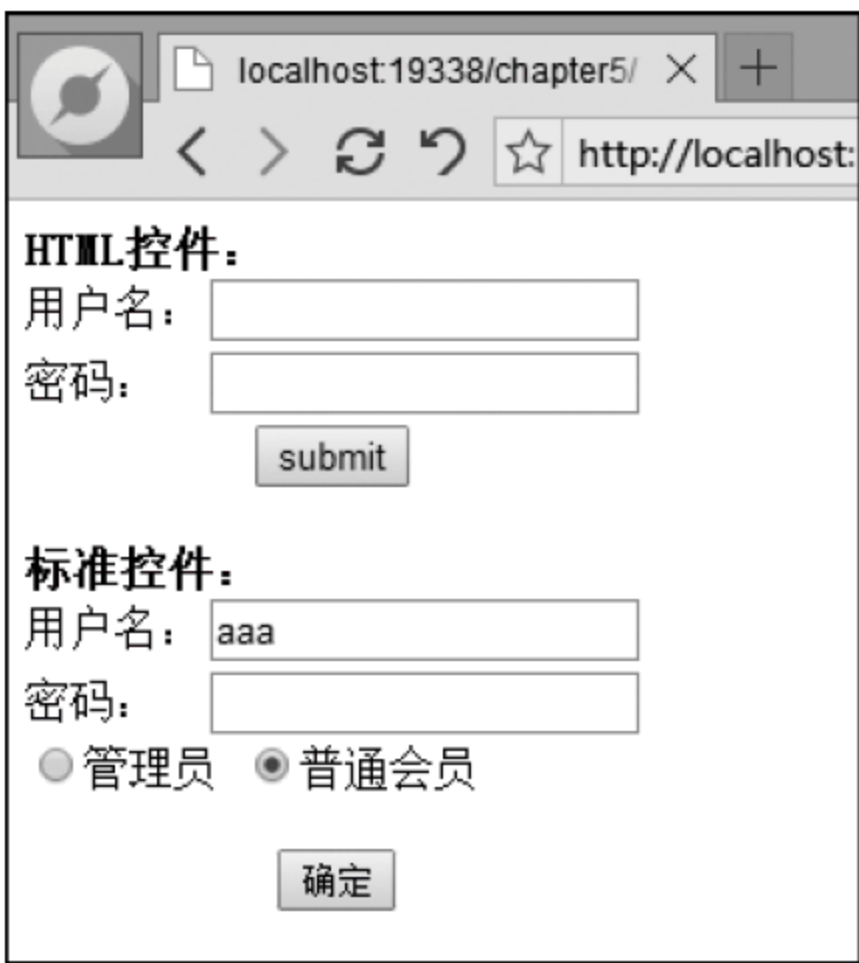 localhost:19338/chapter5/
http://localhost:
HTML控件：
用户名：
密码：
submit
标准控件：
用户名： aaa
密码：
管理员 普通会员
确定